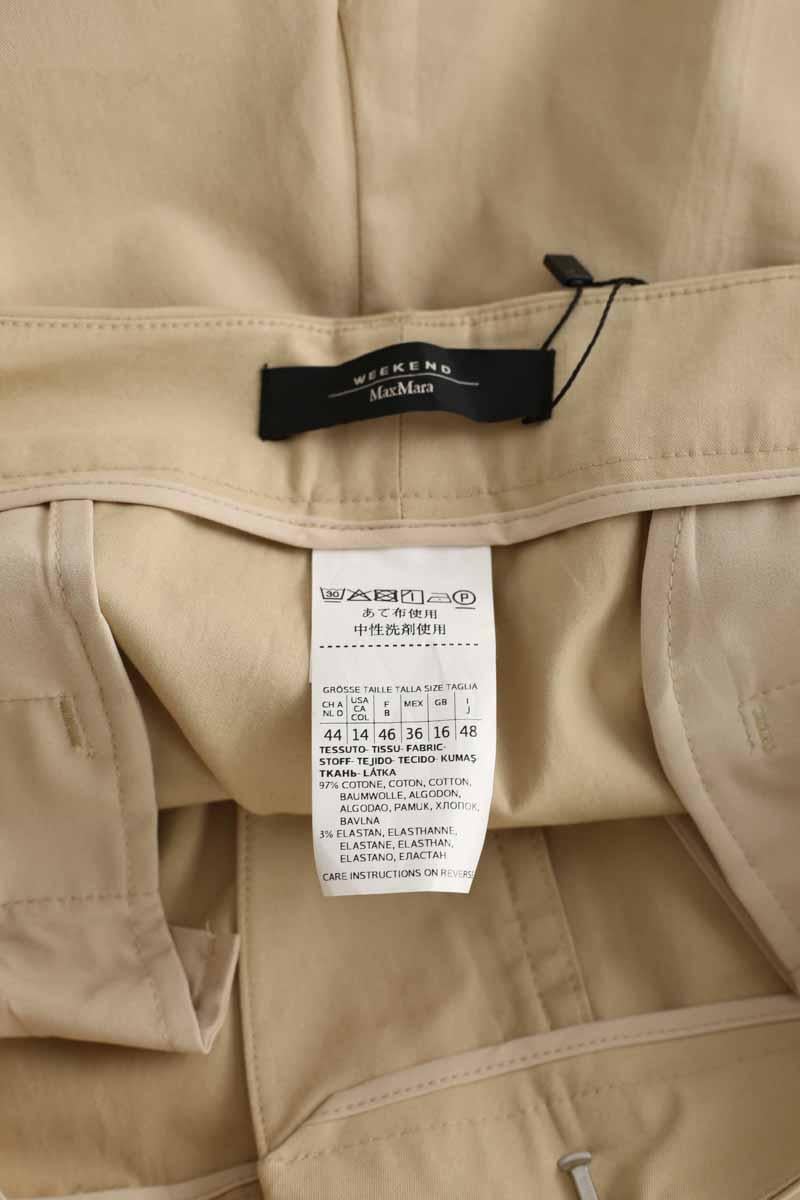 WEEKEND
MaxMara
30 P
あて布使用
中性洗剤使用
GRÖSSE TAILLE TALLA SIZE TAGLIA
CH A NL D USA CA COL F B MEX GB I J
44 14 46 36 16 48
TESSUTO- TISSU- FABRIC-
STOFF- TEJIDO- TECIDO- KUMAŞ
ТКАНЬ- LÁTKA
97% COTONE, COTON, COTTON,
BAUMWOLLE, ALGODON,
ALGODAO, PAMUK, ХЛОПОК,
BAVLNA
3% ELASTAN, ELASTHANNE,
ELASTANE, ELASTHAN,
ELASTANO, ЕЛАСТАН
CARE INSTRUCTIONS ON REVERSE